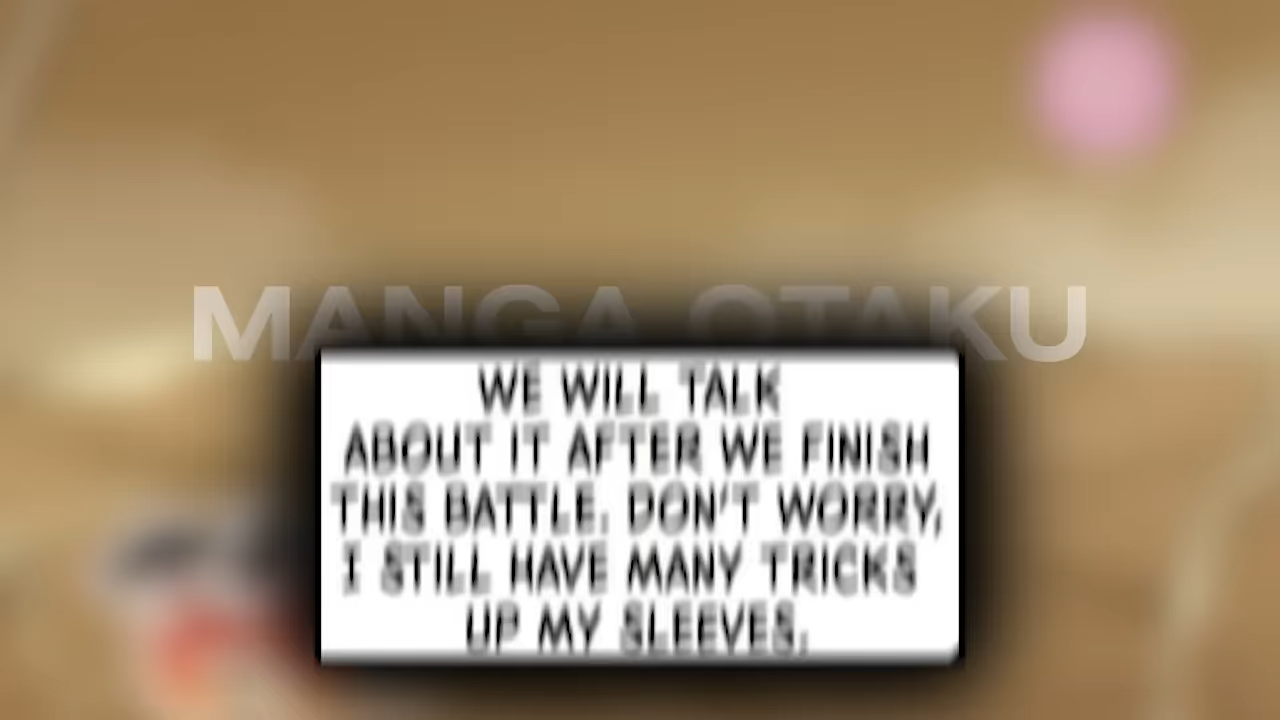 MANGA OTAKU
WE WILL TALK
ABOUT IT AFTER WE FINISH
THIS BATTLE. DON'T WORRY,
I STILL HAVE MANY TRICKS
UP MY SLEEVES.